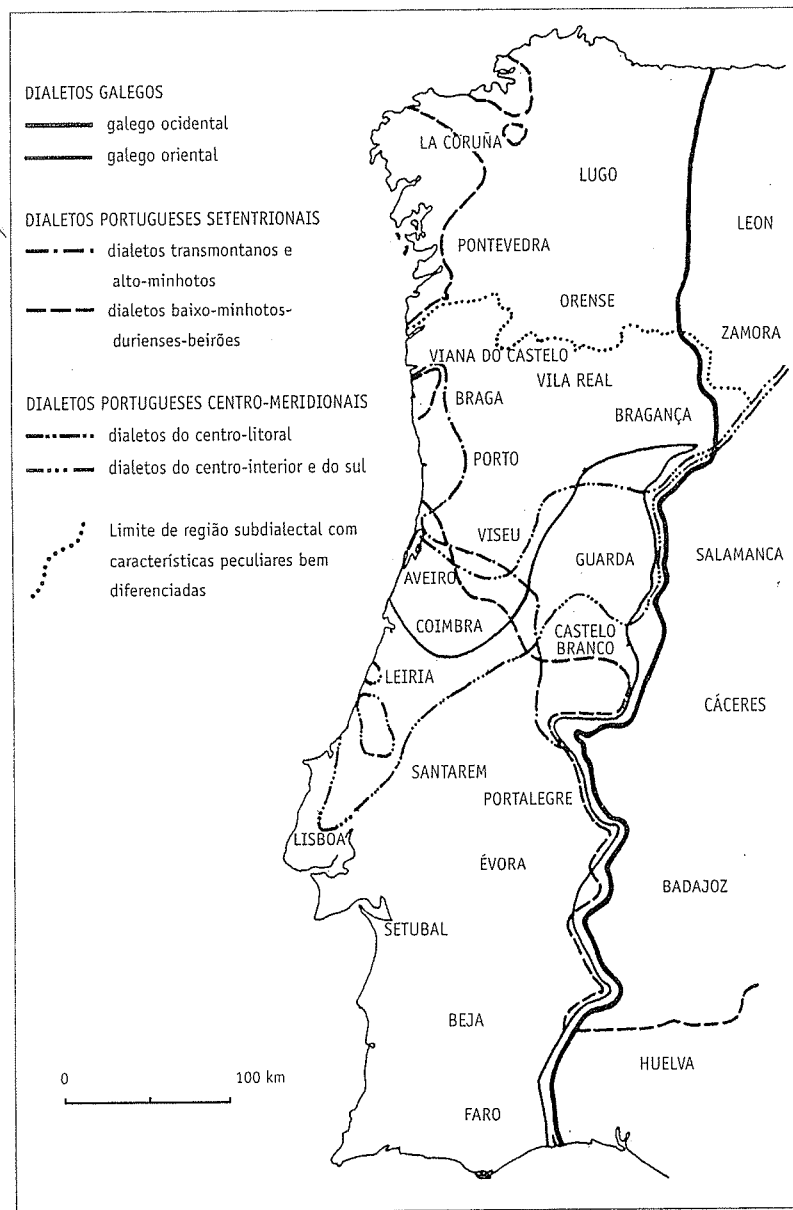 DIALETOS GALEGOS
galego ocidental
galego oriental
DIALETOS PORTUGUESES SETENTRIONAIS
dialetos transmontanos e
alto-minhotos
dialetos baixo-minhotos-
durienses-beirões
DIALETOS PORTUGUESES CENTRO-MERIDIONAIS
dialetos do centro-litoral
dialetos do centro-interior e do sul
Limite de região subdialectal com
características peculiares bem
diferenciadas
LA CORUÑA
LUGO
LEON
PONTEVEDRA
ORENSE
ZAMORA
VIANA DO CASTELO
VILA REAL
BRAGA
BRAGANÇA
PORTO
VISEU
GUARDA
SALAMANCA
AVEIRO
COIMBRA
CASTELO
BRANCO
LEIRIA
CÁCERES
SANTAREM
PORTALEGRE
LISBOA
ÉVORA
BADAJOZ
SETUBAL
BEJA
HUELVA
FARO
0 100 km